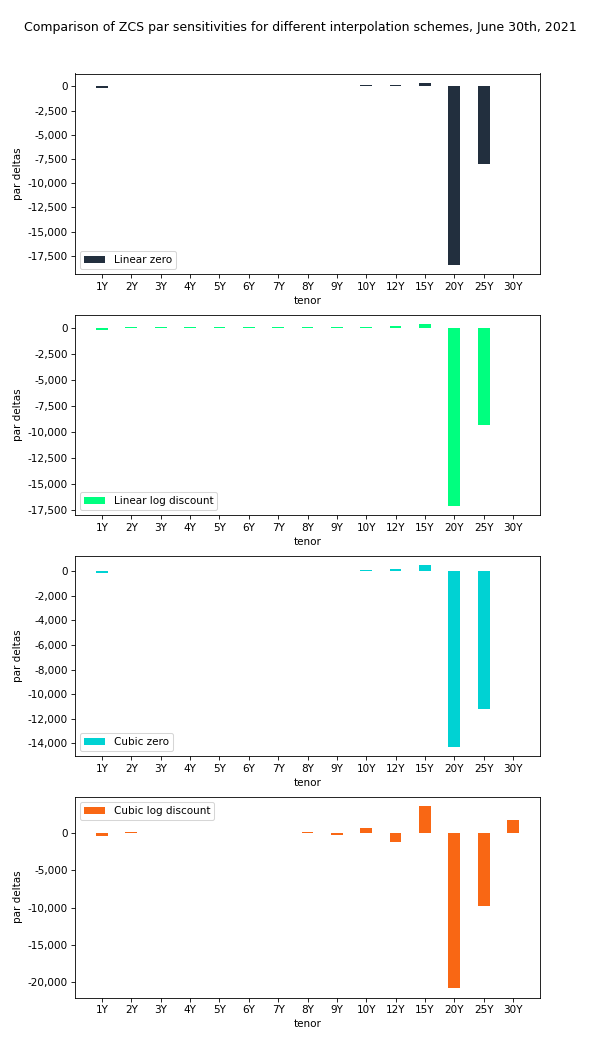 Comparison of ZCS par sensitivities for different interpolation schemes, June 30th, 2021
0
-2,500
-5,000
-7,500
-10,000
-12,500
-15,000
-17,500
par deltas
Linear zero
1Y 2Y 3Y 4Y 5Y 6Y 7Y 8Y 9Y 10Y 12Y 15Y 20Y 25Y 30Y
tenor
0
-2,500
-5,000
-7,500
-10,000
-12,500
-15,000
-17,500
par deltas
Linear log discount
1Y 2Y 3Y 4Y 5Y 6Y 7Y 8Y 9Y 10Y 12Y 15Y 20Y 25Y 30Y
tenor
0
-2,000
-4,000
-6,000
-8,000
-10,000
-12,000
-14,000
par deltas
Cubic zero
1Y 2Y 3Y 4Y 5Y 6Y 7Y 8Y 9Y 10Y 12Y 15Y 20Y 25Y 30Y
tenor
Cubic log discount
0
-5,000
-10,000
-15,000
-20,000
par deltas
1Y 2Y 3Y 4Y 5Y 6Y 7Y 8Y 9Y 10Y 12Y 15Y 20Y 25Y 30Y
tenor